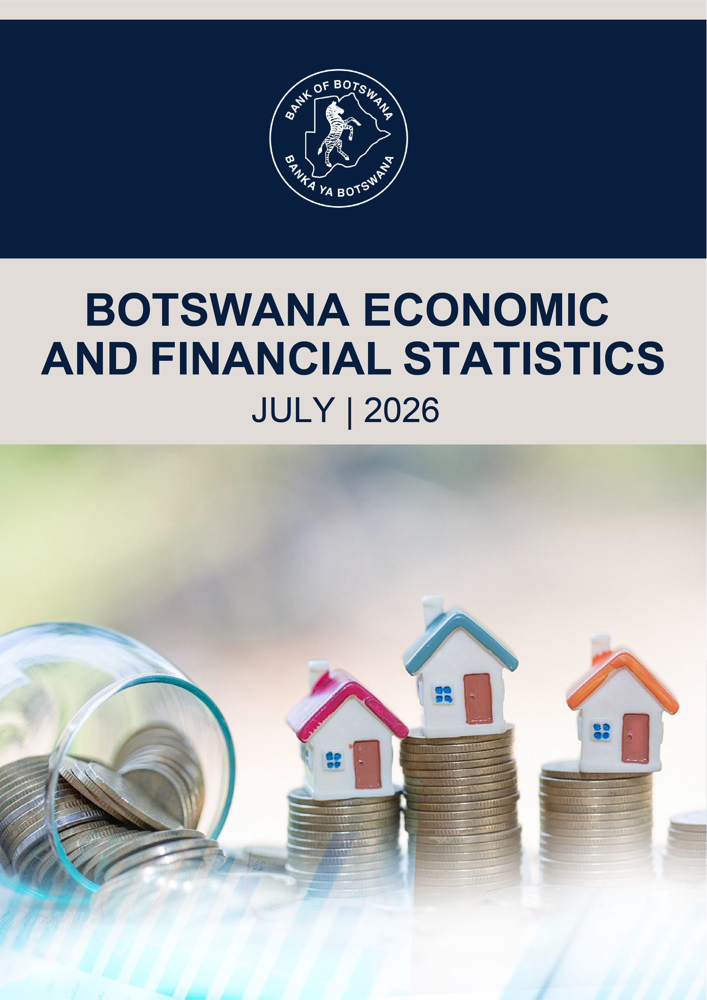 BANK OF BOTSWANA
BANKA YA BOTSWANA
BOTSWANA ECONOMIC
AND FINANCIAL STATISTICS
JULY | 2026